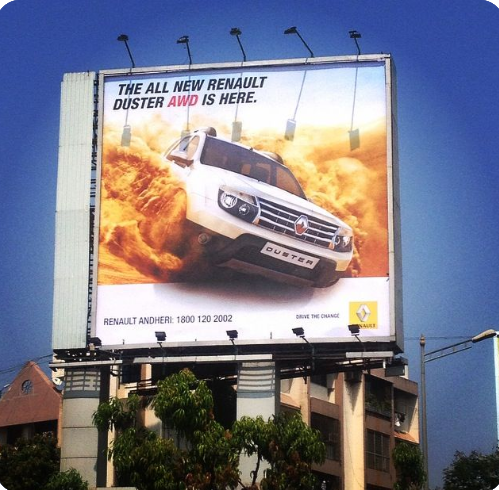 THE ALL NEW RENAULT
DUSTER AWD IS HERE.
DUSTER
RENAULT ANDHERI: 1800 120 2002
DRIVE THE CHANGE
RENAULT